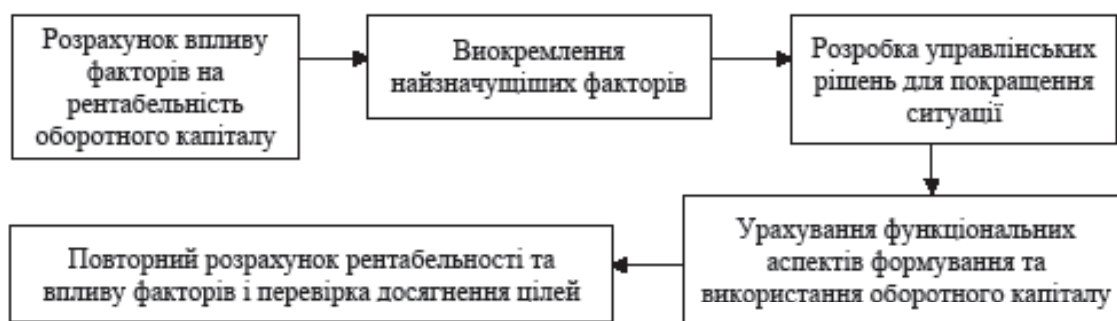 Розрахунок впливу
факторів на
рентабельність
оборотного капіталу
Виокремлення
найзначущіших факторів
Розробка управлінських
рішень для покращення
ситуації
Урахування функціональних
аспектів формування та
використання оборотного капіталу
Повторний розрахунок рентабельності та
впливу факторів і перевірка досягнення цілей